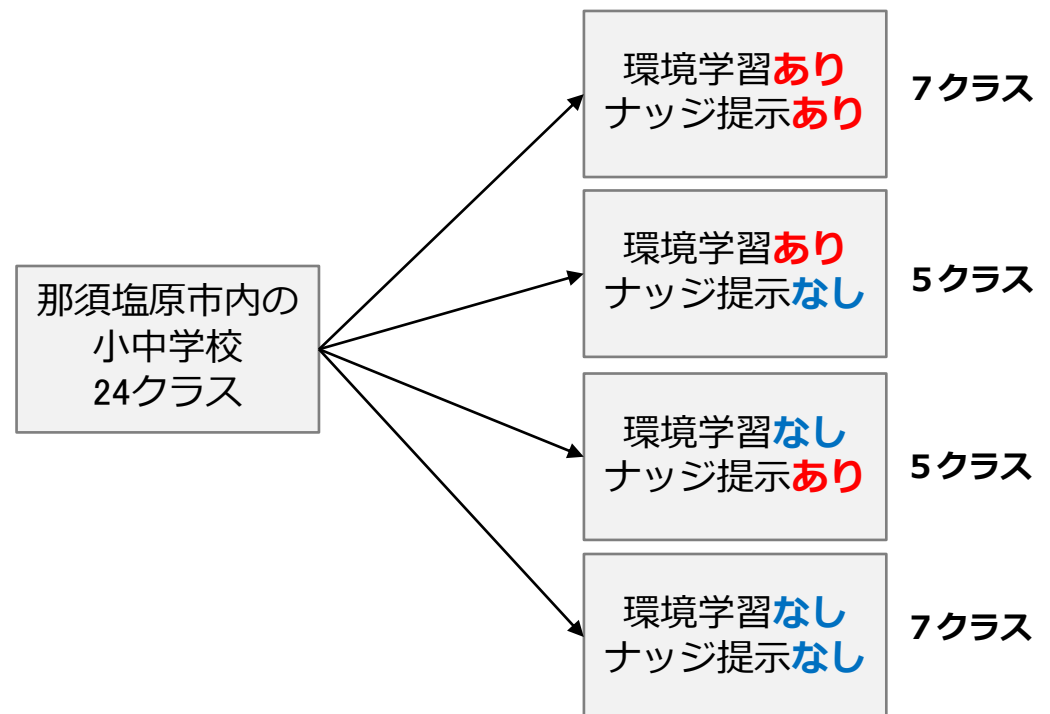 環境学習あり
ナッジ提示あり
7クラス
環境学習あり
ナッジ提示なし
5クラス
那須塩原市内の
小中学校
24クラス
環境学習なし
ナッジ提示あり
5クラス
環境学習なし
ナッジ提示なし
7クラス